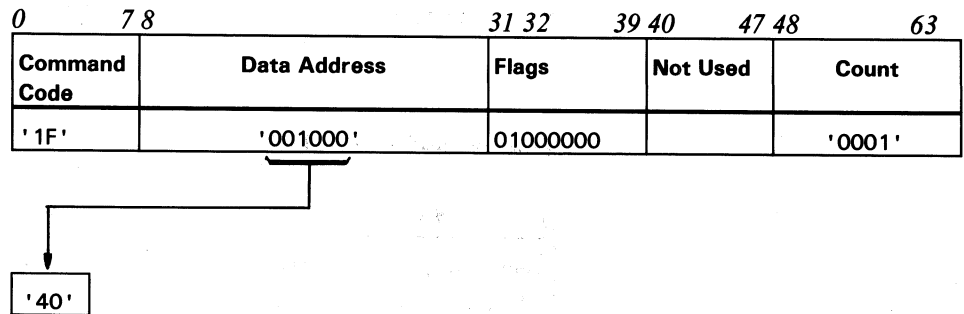 0 7 8 31 32 39 40 47 48 63
Command Data Address Flags Not Used Count
Code
'1F' '001000' 01000000 '0001'
'40'